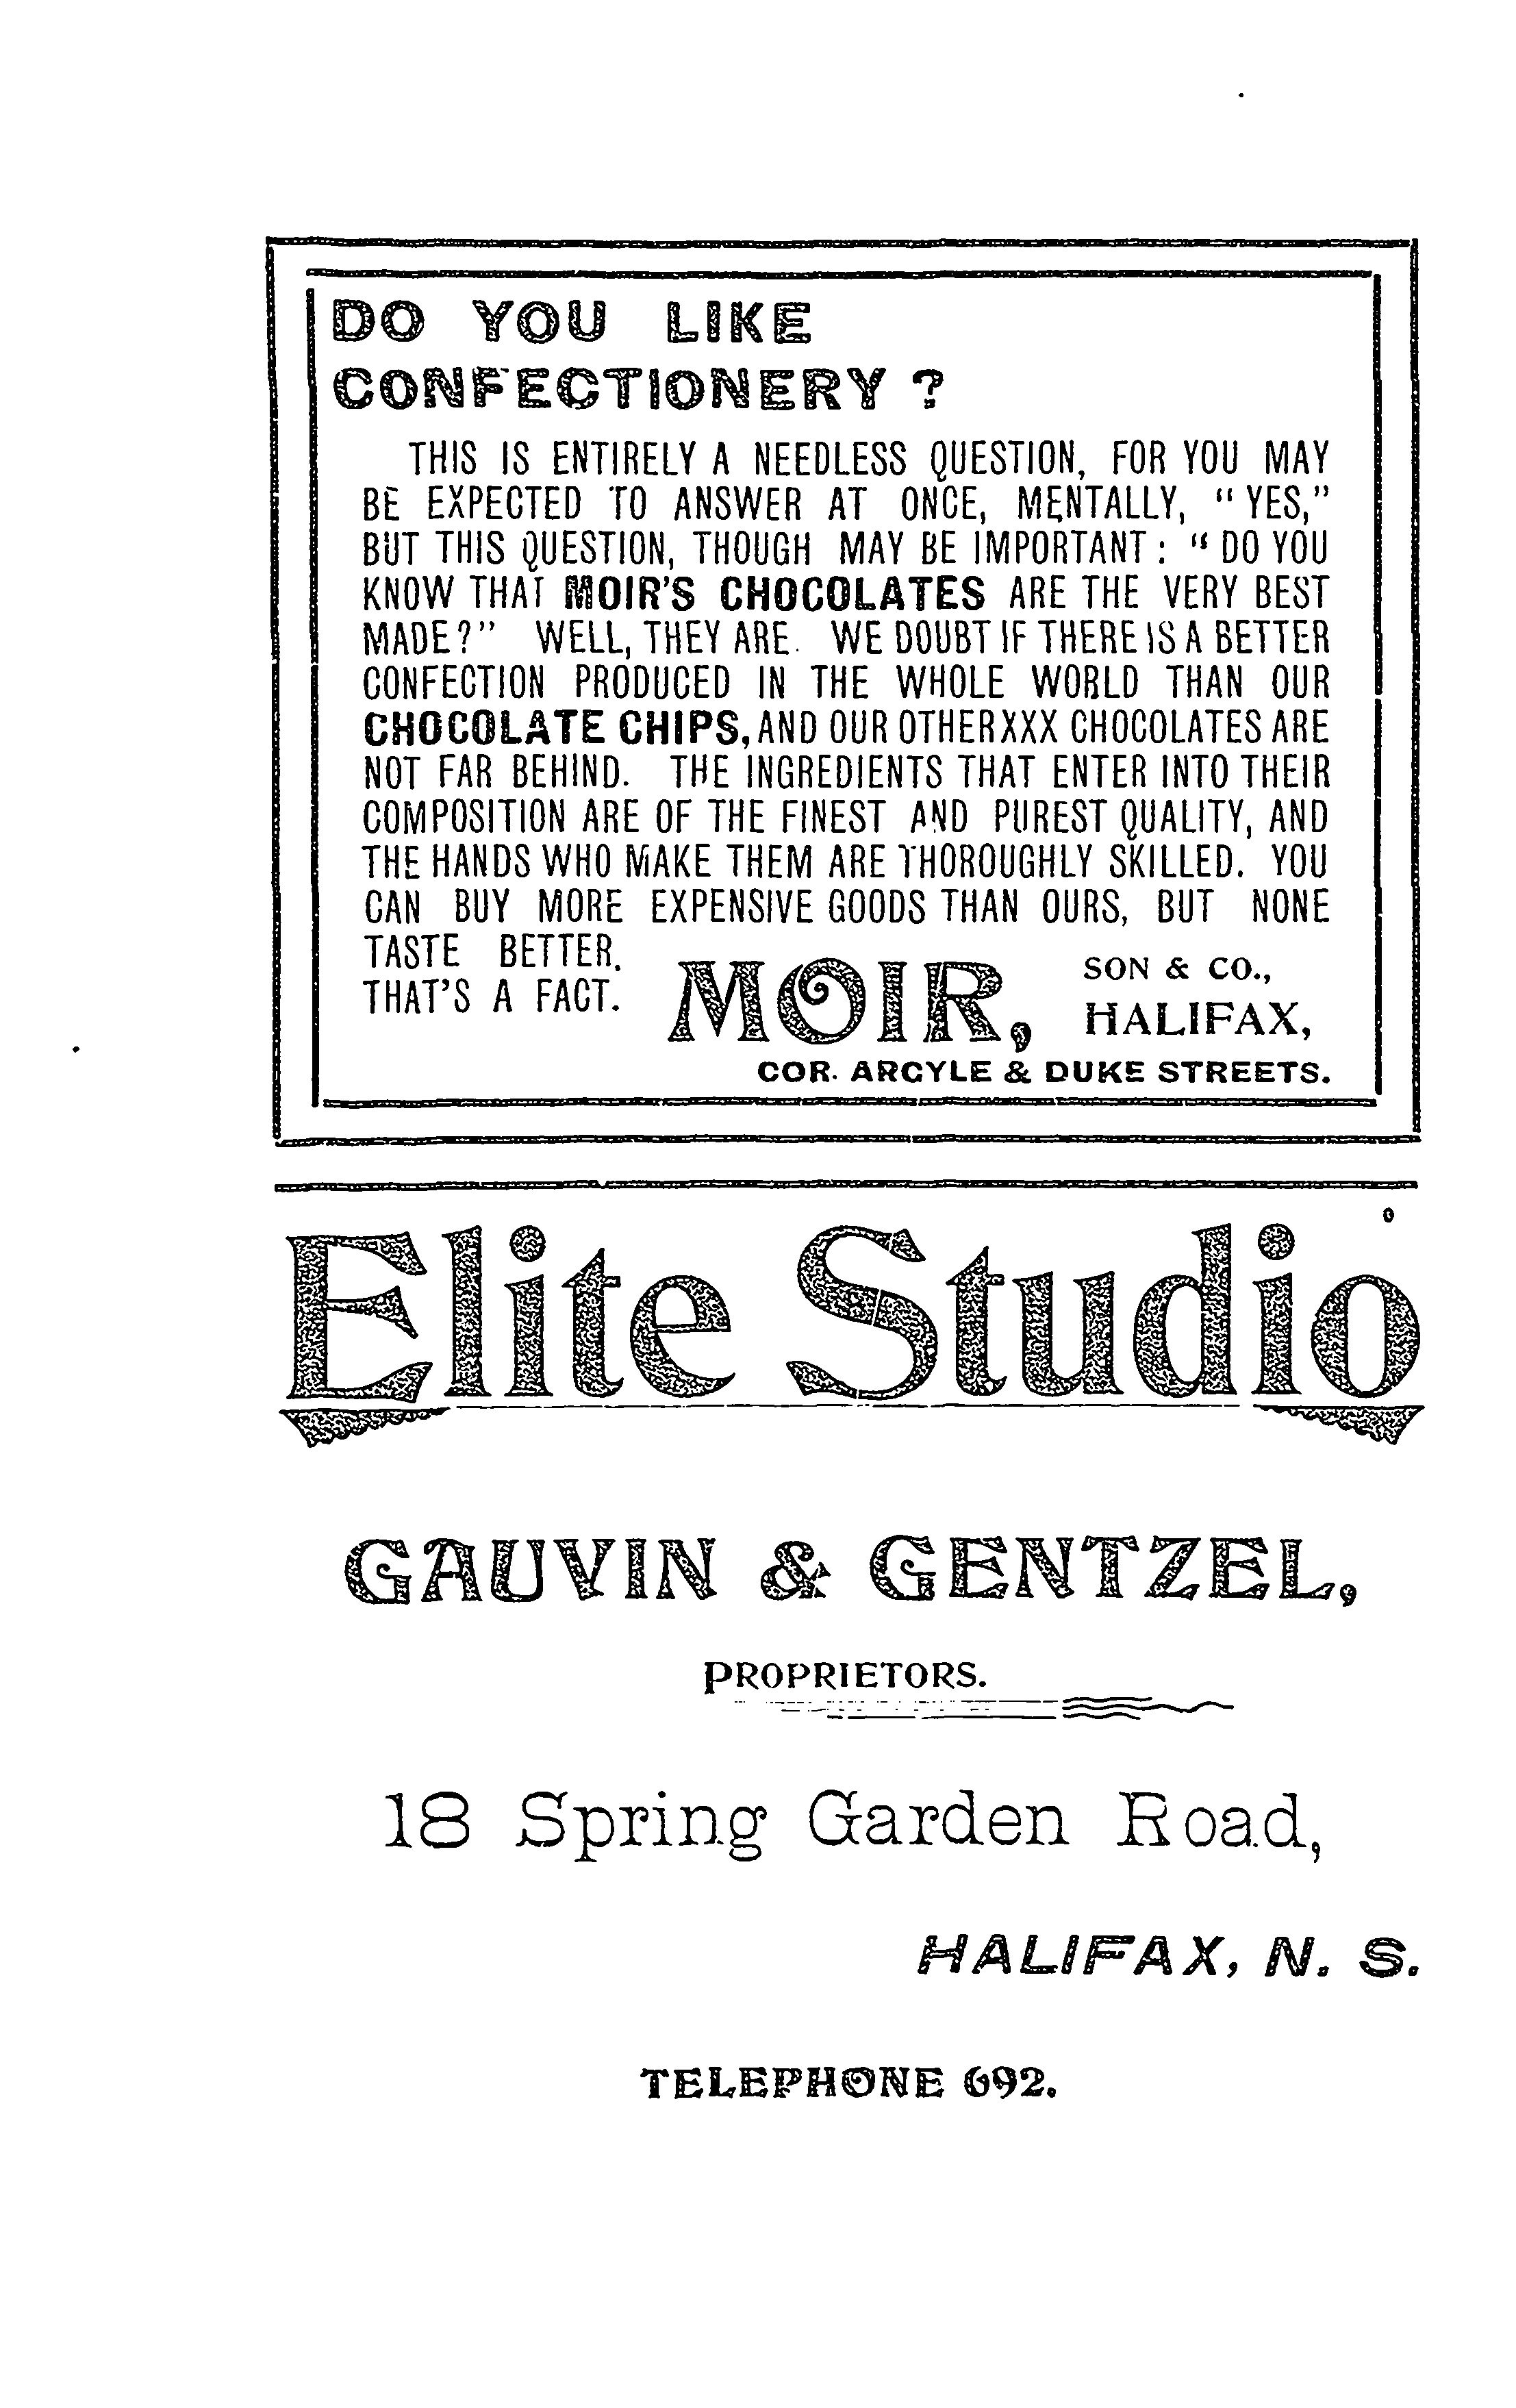 DO YOU LIKE
CONFECTIONERY ?
THIS IS ENTIRELY A NEEDLESS QUESTION, FOR YOU MAY
BE EXPECTED TO ANSWER AT ONCE, MENTALLY, " YES,"
BUT THIS QUESTION, THOUGH MAY BE IMPORTANT : " DO YOU
KNOW THAT MOIR'S CHOCOLATES ARE THE VERY BEST
MADE ? " WELL, THEY ARE. WE DOUBT IF THERE IS A BETTER
CONFECTION PRODUCED IN THE WHOLE WORLD THAN OUR
CHOCOLATE CHIPS, AND OUR OTHER XXX CHOCOLATES ARE
NOT FAR BEHIND. THE INGREDIENTS THAT ENTER INTO THEIR
COMPOSITION ARE OF THE FINEST AND PUREST QUALITY, AND
THE HANDS WHO MAKE THEM ARE THOROUGHLY SKILLED. YOU
CAN BUY MORE EXPENSIVE GOODS THAN OURS, BUT NONE
TASTE BETTER.
THAT'S A FACT.
MOIR, SON & CO.,
HALIFAX,
COR. ARGYLE & DUKE STREETS.
Elite Studio
GAUVIN & GENTZEL,
PROPRIETORS.
18 Spring Garden Road,
HALIFAX, N. S.
TELEPHONE 692.